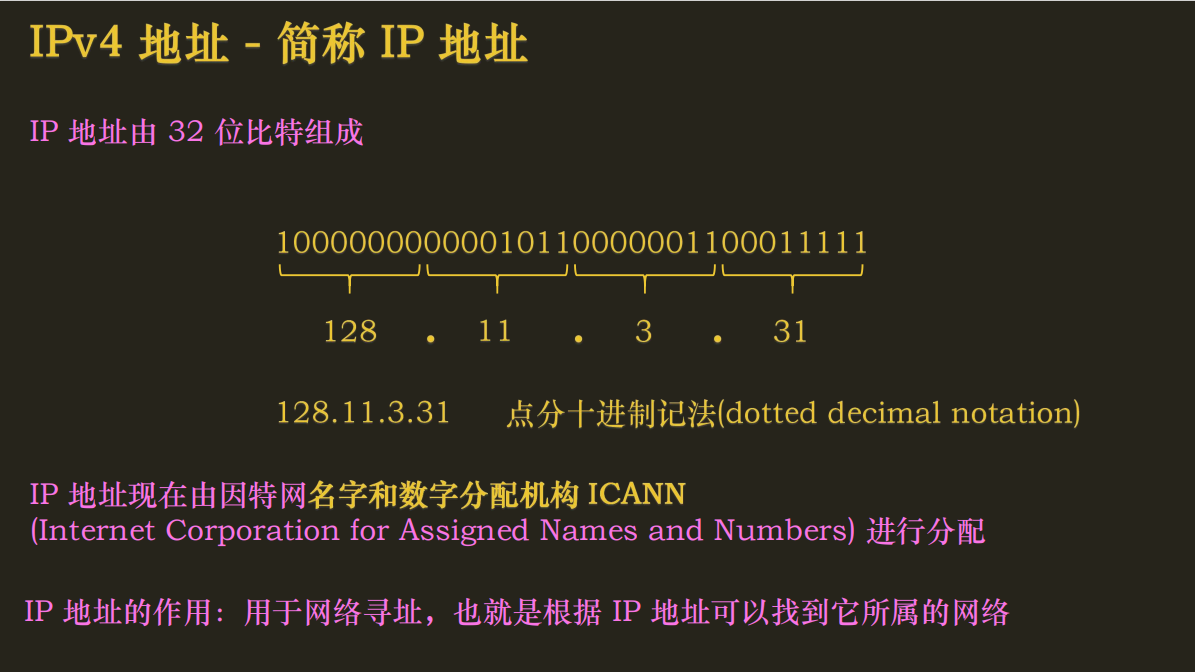 IPv4 地址 - 简称 IP 地址
IP 地址由 32 位比特组成
10000000000010110000001100011111
128 . 11 . 3 . 31
128.11.3.31 点分十进制记法(dotted decimal notation)
IP 地址现在由因特网名字和数字分配机构 ICANN
(Internet Corporation for Assigned Names and Numbers) 进行分配
IP 地址的作用：用于网络寻址，也就是根据 IP 地址可以找到它所属的网络